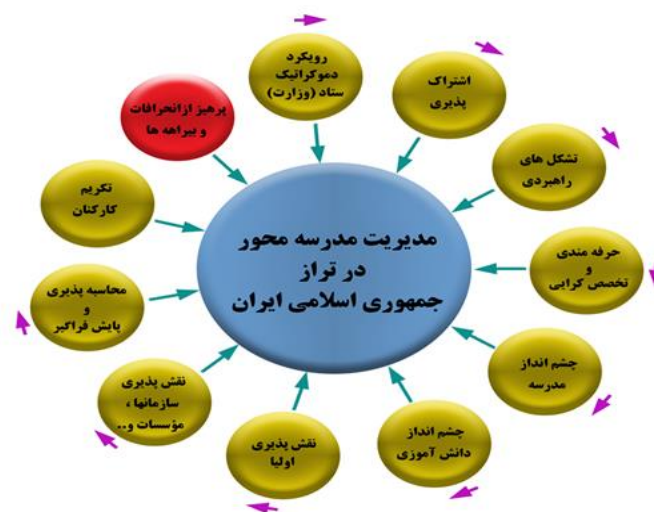 رویکرد
دموکراتیک
ستاد (وزارت)
اشتراک
پذیری
تشکل های
راهبردی
حرفه مندی
و
تخصص گرایی
چشم انداز
مدرسه
چشم انداز
دانش آموزی
نقش پذیری
اولیا
نقش پذیری
سازمانها ،
مؤسسات و..
محاسبه پذیری
و
پایش فراگیر
تکریم
کارکنان
پرهیز ازانحرافات
و بیراهه ها
مدیریت مدرسه محور
در تراز
جمهوری اسلامی ایران